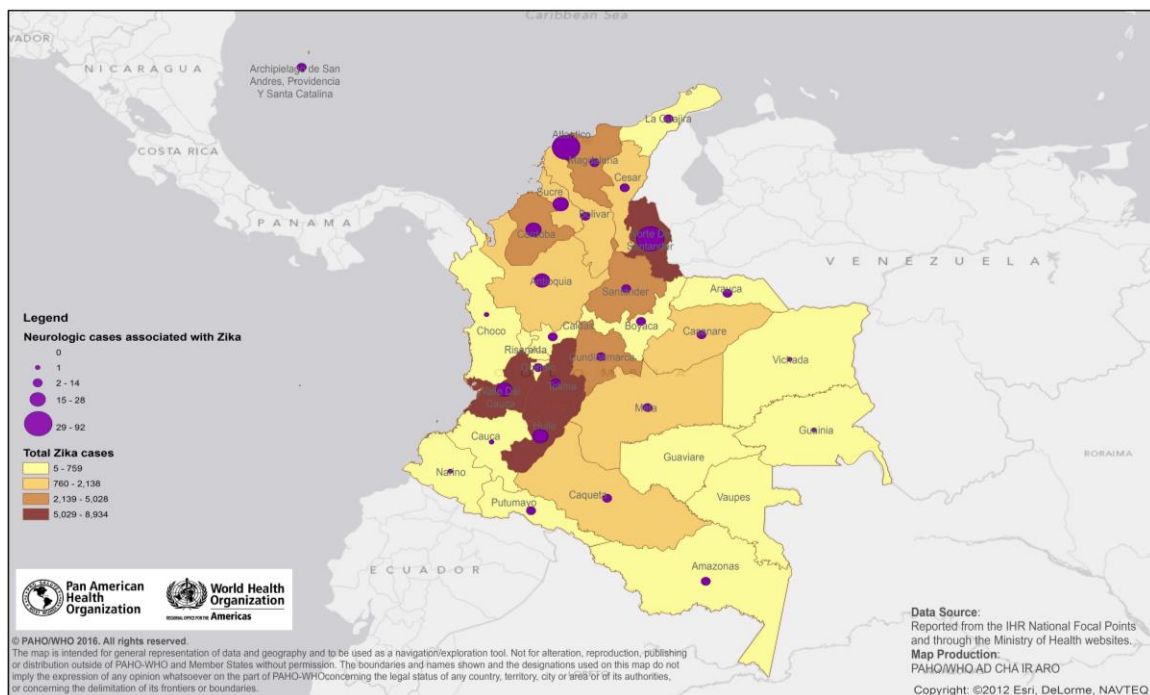 Caribbean Sea
VADOR
NICARAGUA
Archipielago de San
Andres, Providencia
Y Santa Catalina
COSTA RICA
PANAMA
VENEZUELA
ECUADOR
RORAIMA
La Guajira
Atlantico
Magdalena
Cesar
Sucre
Bolivar
Cordoba
Norte De
Santander
Antioquia
Santander
Arauca
Choco
Caldas
Boyaca
Casanare
Risaralda
Cundinamarca
Vichada
Valle Del
Cauca
Tolima
Meta
Huila
Cauca
Guainia
Guaviare
Narino
Caqueta
Vaupes
Putumayo
Amazonas
Legend
Neurologic cases associated with Zika
0
1
2 - 14
15 - 28
29 - 92
Total Zika cases
5 - 759
760 - 2,138
2,139 - 5,028
5,029 - 8,934
Pan American
Health
Organization
World Health
Organization
REGIONAL OFFICE FOR THE Americas
© PAHO/WHO 2016. All rights reserved.
The map is intended for general representation of data and geography and to be used as a navigation/exploration tool. Not for alteration, reproduction, publishing
or distribution outside of PAHO-WHO and Member States without permission. The boundaries and names shown and the designations used on this map do not
imply the expression of any opinion whatsoever on the part of PAHO-WHOconcerning the legal status of any country, territory, city or area or of its authorities,
or concerning the delimitation of its frontiers or boundaries.
Data Source:
Reported from the IHR National Focal Points
and through the Ministry of Health websites.
Map Production:
PAHO/WHO AD CHA IR ARO
Copyright: ©2012 Esri, DeLorme, NAVTEQ